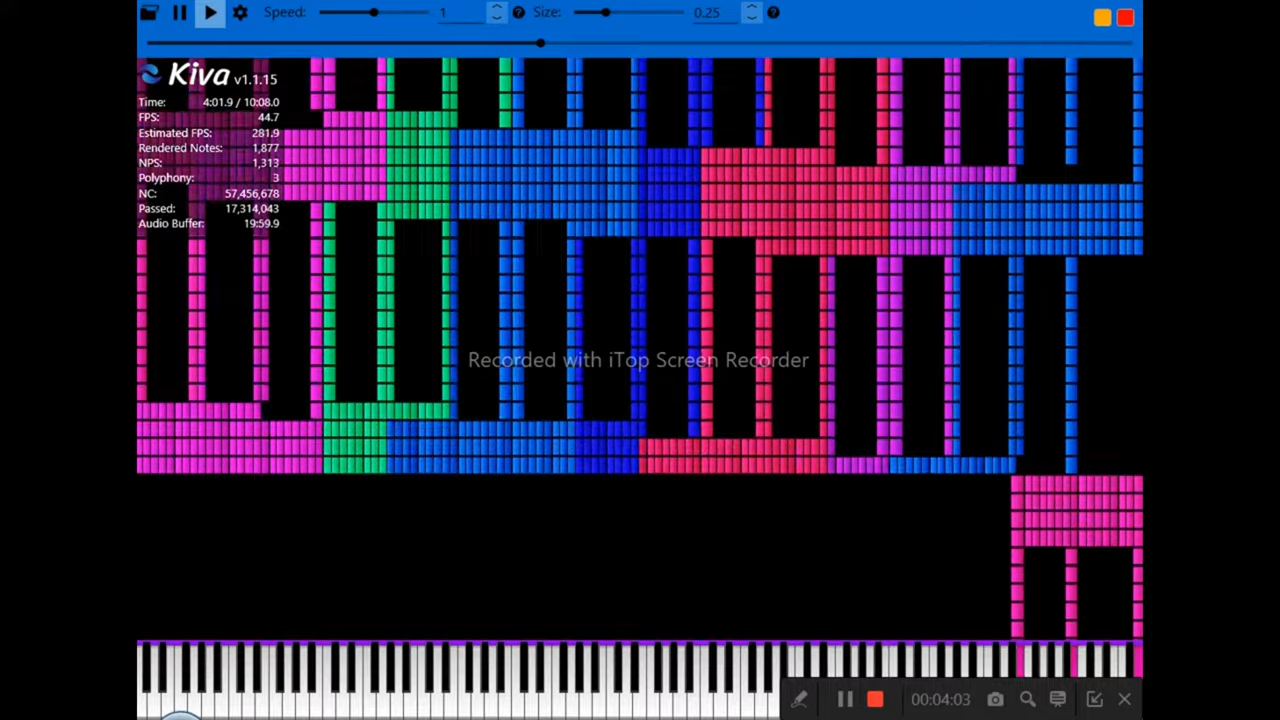 Speed: 1 Size: 0.25
Kiva v1.1.15
Time: 4:01.9 / 10:08.0
FPS: 44.7
Estimated FPS: 281.9
Rendered Notes: 1,877
NPS: 1,313
Polyphony: 3
NC: 57,456,678
Passed: 17,314,043
Audio Buffer: 19:59.9
Recorded with iTop Screen Recorder
00:04:03